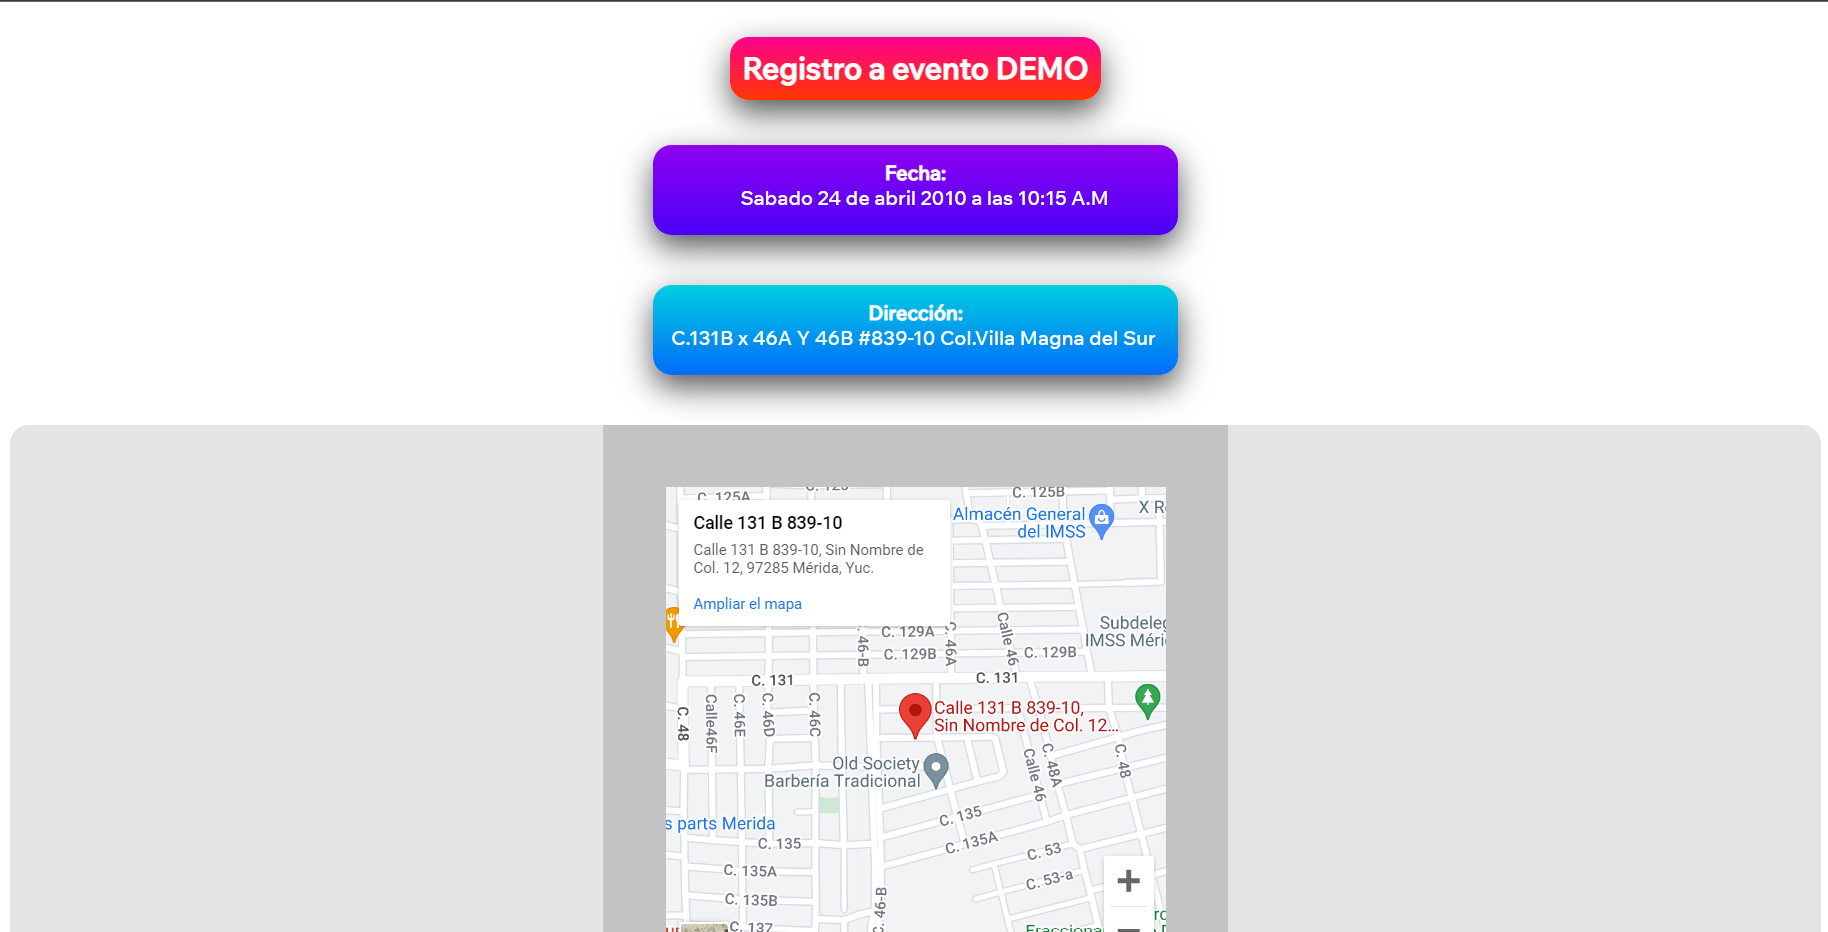 Registro a evento DEMO
Fecha:
Sabado 24 de abril 2010 a las 10:15 A.M
Dirección:
C.131B x 46A Y 46B #839-10 Col.Villa Magna del Sur
C. 125A
C. 125B
Calle 131 B 839-10
Calle 131 B 839-10, Sin Nombre de
Col. 12, 97285 Mérida, Yuc.
Ampliar el mapa
Almacén General
del IMSS
X R
Subdeleg
IMSS Méri
C. 129A
C. 129B
C. 129B
46-B
46A
Calle 46
C. 131
C. 131
C. 48
Calle46F
C. 46E
C. 46D
C. 46C
Calle 131 B 839-10,
Sin Nombre de Col. 12...
Old Society
Barbería Tradicional
Calle 46
C. 48A
C. 48
s parts Merida
C. 135
C. 135
C. 135A
C. 135A
C. 53
C. 53-a
C. 135B
C. 46-B
C. 137
Fracciona